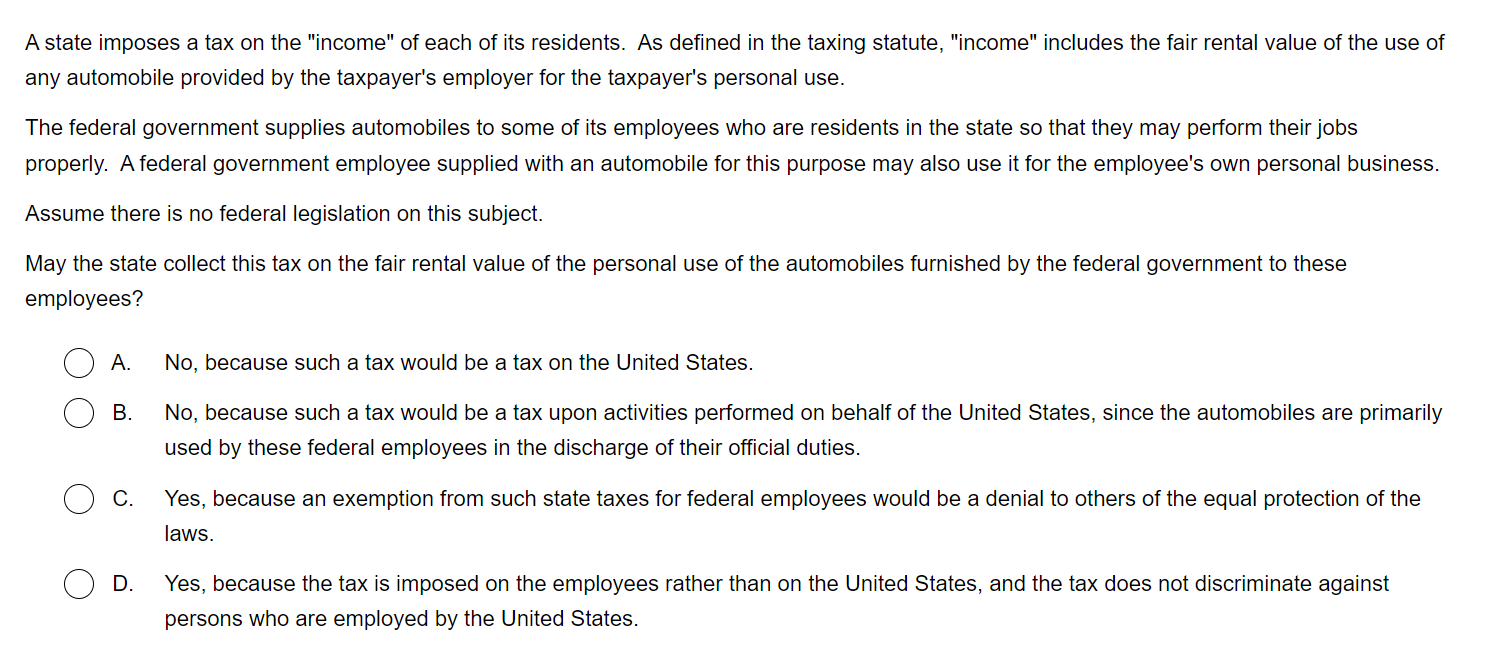 A state imposes a tax on the "income" of each of its residents.  As defined in the taxing statute, "income" includes the fair rental value of the use of
any automobile provided by the taxpayer's employer for the taxpayer's personal use.
The federal government supplies automobiles to some of its employees who are residents in the state so that they may perform their jobs
properly.  A federal government employee supplied with an automobile for this purpose may also use it for the employee's own personal business.
Assume there is no federal legislation on this subject.
May the state collect this tax on the fair rental value of the personal use of the automobiles furnished by the federal government to these
employees?
A. No, because such a tax would be a tax on the United States.
B. No, because such a tax would be a tax upon activities performed on behalf of the United States, since the automobiles are primarily
used by these federal employees in the discharge of their official duties.
C. Yes, because an exemption from such state taxes for federal employees would be a denial to others of the equal protection of the
laws.
D. Yes, because the tax is imposed on the employees rather than on the United States, and the tax does not discriminate against
persons who are employed by the United States.